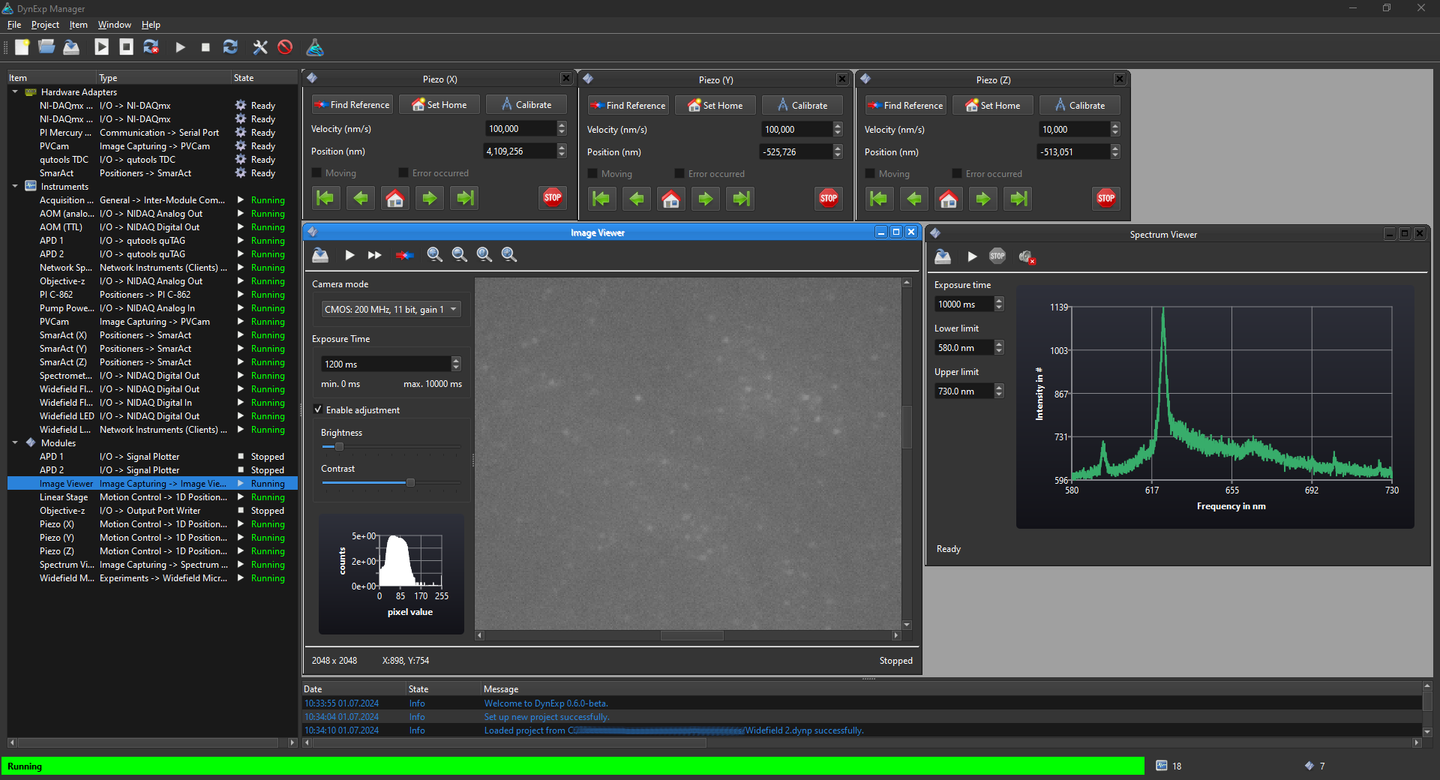 DynExp Manager
File Project Item Window Help
Item Type State
Hardware Adapters
NI-DAQmx ... I/O -> NI-DAQmx Ready
NI-DAQmx ... I/O -> NI-DAQmx Ready
PI Mercury ... Communication -> Serial Port Ready
PVCam Image Capturing -> PVCam Ready
qutools TDC I/O -> qutools TDC Ready
SmarAct Positioners -> SmarAct Ready
Instruments
Acquisition ... General -> Inter-Module Com... Running
AOM (analo... I/O -> NIDAQ Analog Out Running
AOM (TTL) I/O -> NIDAQ Digital Out Running
APD 1 I/O -> qutools quTAG Running
APD 2 I/O -> qutools quTAG Running
Network Sp... Network Instruments (Clients) ... Running
Objective-z I/O -> NIDAQ Analog Out Running
PI C-862 Positioners -> PI C-862 Running
Pump Powe... I/O -> NIDAQ Analog In Running
PVCam Image Capturing -> PVCam Running
SmarAct (X) Positioners -> SmarAct Running
SmarAct (Y) Positioners -> SmarAct Running
SmarAct (Z) Positioners -> SmarAct Running
Spectromet... I/O -> NIDAQ Digital Out Running
Widefield Fl... I/O -> NIDAQ Digital Out Running
Widefield Fl... I/O -> NIDAQ Digital In Running
Widefield LED I/O -> NIDAQ Digital Out Running
Widefield L... Network Instruments (Clients) ... Running
Modules
APD 1 I/O -> Signal Plotter Stopped
APD 2 I/O -> Signal Plotter Stopped
Image Viewer Image Capturing -> Image Vie... Running
Linear Stage Motion Control -> 1D Position... Running
Objective-z I/O -> Output Port Writer Stopped
Piezo (X) Motion Control -> 1D Position... Running
Piezo (Y) Motion Control -> 1D Position... Running
Piezo (Z) Motion Control -> 1D Position... Running
Spectrum Vi... Image Capturing -> Spectrum ... Running
Widefield M... Experiments -> Widefield Micr... Running
Piezo (X)
Find Reference Set Home Calibrate
Velocity (nm/s) 100,000
Position (nm) 4,109,256
Moving Error occurred
STOP
Piezo (Y)
Find Reference Set Home Calibrate
Velocity (nm/s) 100,000
Position (nm) -525,726
Moving Error occurred
STOP
Piezo (Z)
Find Reference Set Home Calibrate
Velocity (nm/s) 10,000
Position (nm) -513,051
Moving Error occurred
STOP
Image Viewer
Camera mode
CMOS: 200 MHz, 11 bit, gain 1
Exposure Time
1200 ms
min. 0 ms max. 10000 ms
Enable adjustment
Brightness
Contrast
5e+00
2e+00
0e+00
counts
0 85 170 255
pixel value
2048 x 2048 X:898, Y:754 Stopped
Spectrum Viewer
STOP
Exposure time
10000 ms
Lower limit
580.0 nm
Upper limit
730.0 nm
1139
1003
867
731
596
Intensity in #
580 617 655 692 730
Frequency in nm
Ready
Date State Message
10:33:55 01.07.2024 Info Welcome to DynExp 0.6.0-beta.
10:34:04 01.07.2024 Info Set up new project successfully.
10:34:10 01.07.2024 Info Loaded project from C /Widefield 2.dynp successfully.
Running 18 7